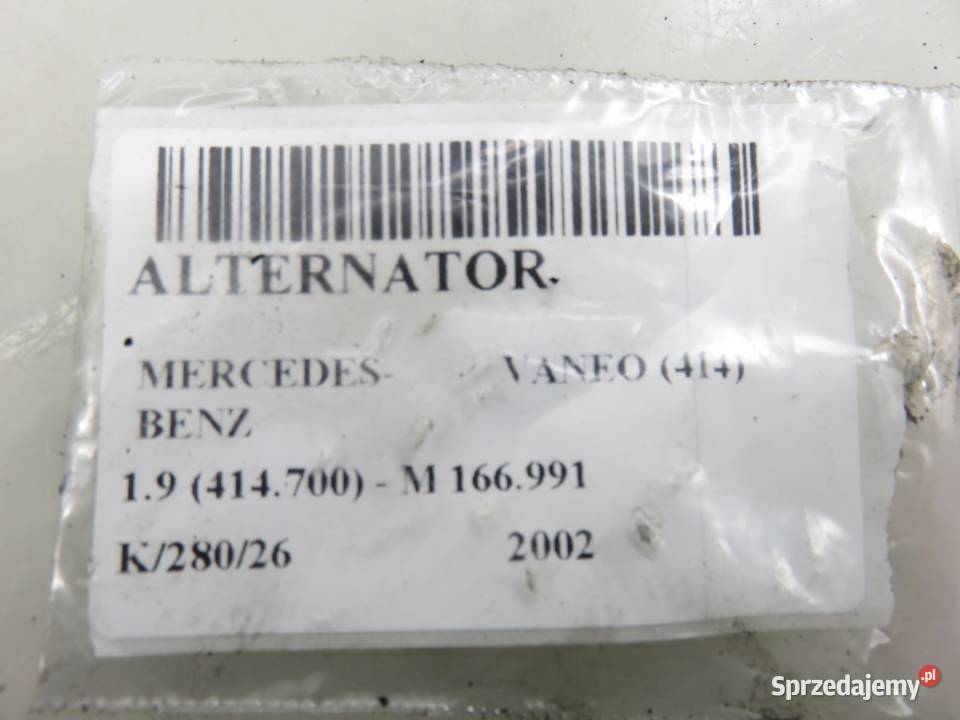 ALTERNATOR
MERCEDES- VANEO (414)
BENZ
1.9 (414.700) - M 166.991
K/280/26 2002
Sprzedajemy.pl